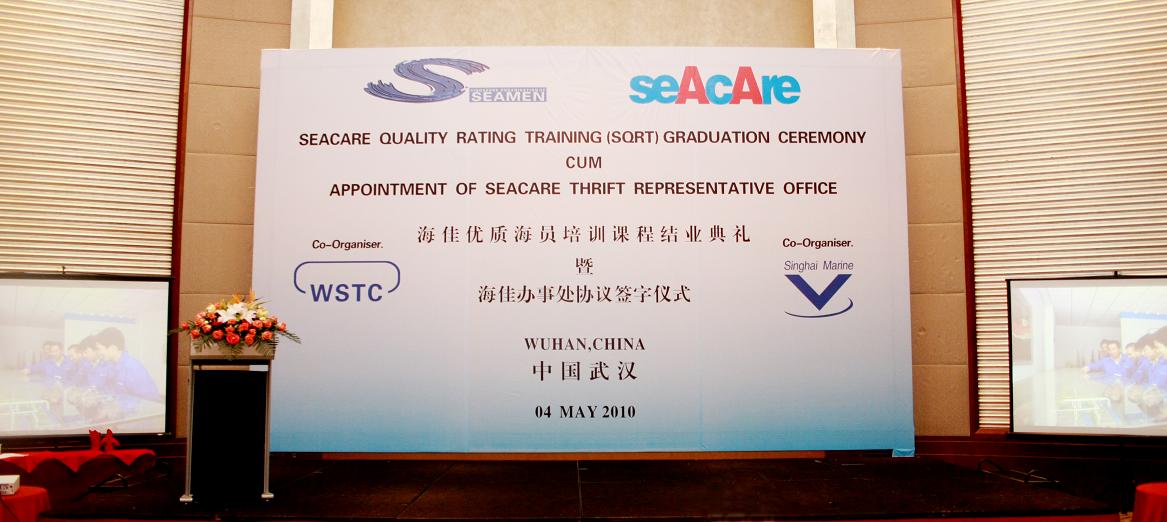 SEAMEN
seAcAre
SEACARE QUALITY RATING TRAINING (SQRT) GRADUATION CEREMONY
CUM
APPOINTMENT OF SEACARE THRIFT REPRESENTATIVE OFFICE
海佳优质海员培训课程结业典礼
暨
海佳办事处协议签字仪式
Co-Organiser.
WSTC
Co-Organiser.
Singhai Marine
WUHAN,CHINA
中国武汉
04 MAY 2010